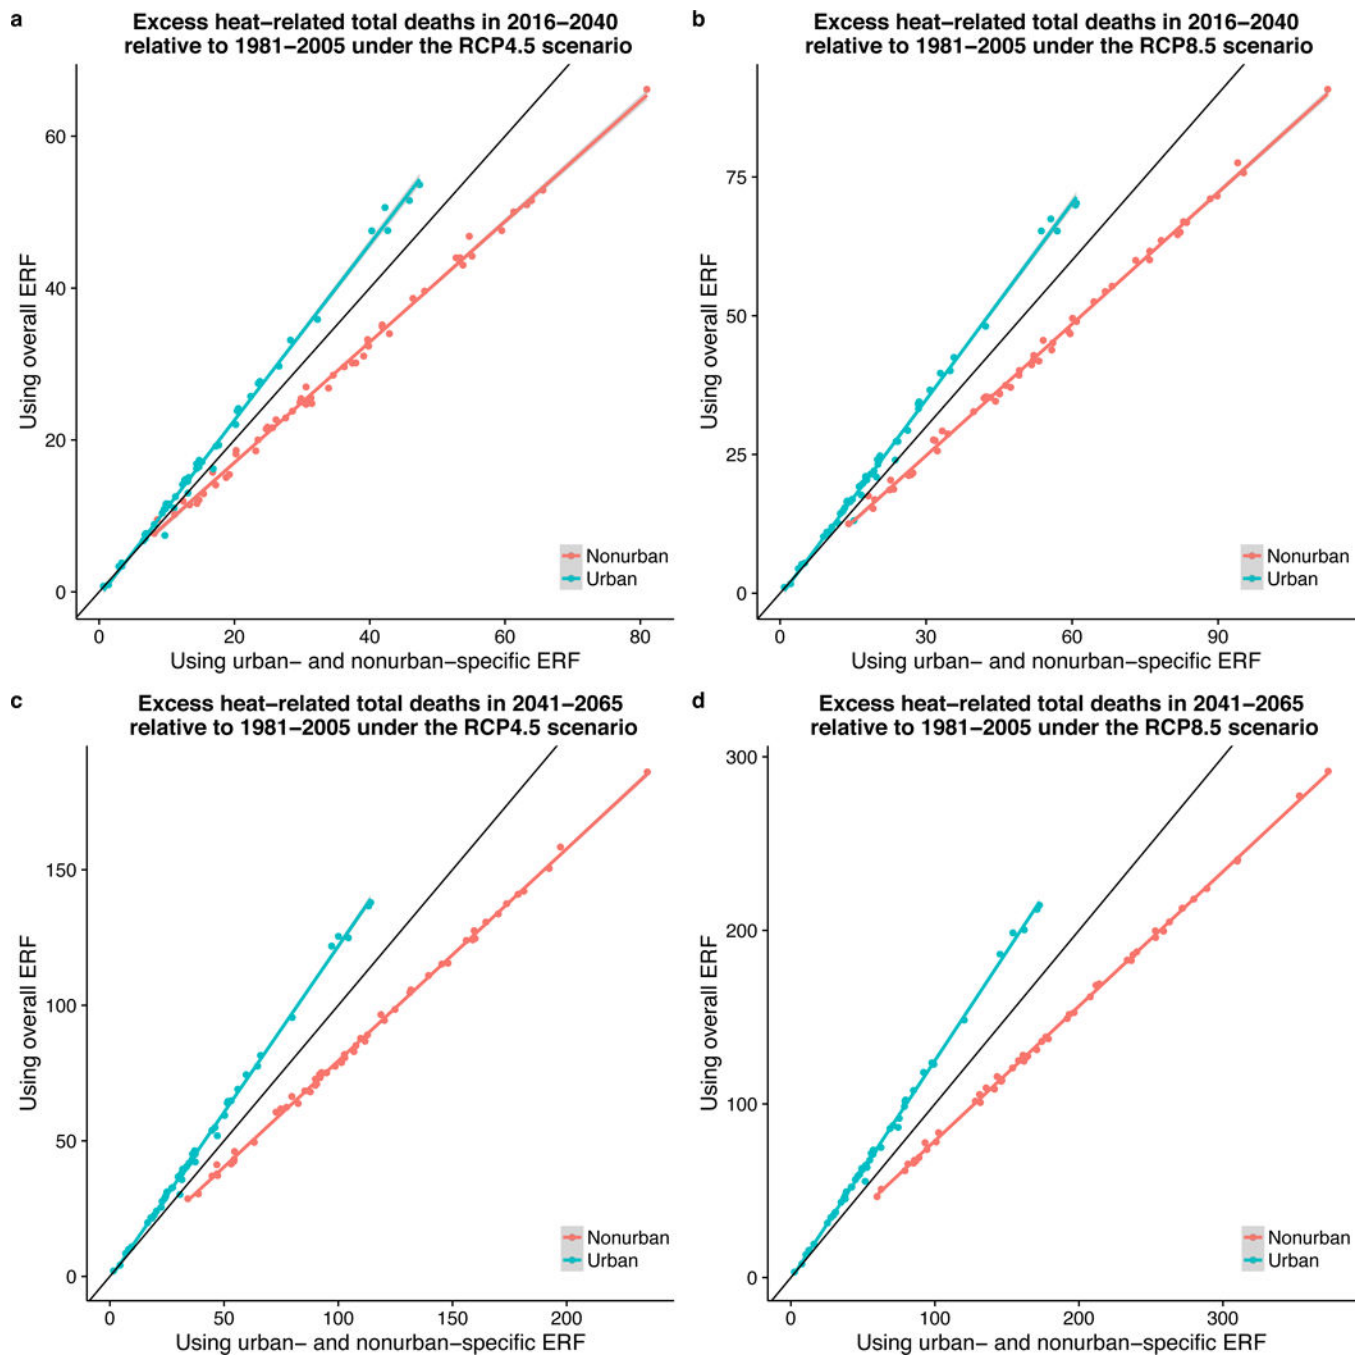 a
Excess heat−related total deaths in 2016−2040
relative to 1981−2005 under the RCP4.5 scenario
Using overall ERF
60
40
20
0
0 20 40 60 80
Using urban− and nonurban−specific ERF
Nonurban
Urban
b
Excess heat−related total deaths in 2016−2040
relative to 1981−2005 under the RCP8.5 scenario
Using overall ERF
75
50
25
0
0 30 60 90
Using urban− and nonurban−specific ERF
Nonurban
Urban
c
Excess heat−related total deaths in 2041−2065
relative to 1981−2005 under the RCP4.5 scenario
Using overall ERF
150
100
50
0
0 50 100 150 200
Using urban− and nonurban−specific ERF
Nonurban
Urban
d
Excess heat−related total deaths in 2041−2065
relative to 1981−2005 under the RCP8.5 scenario
Using overall ERF
300
200
100
0
0 100 200 300
Using urban− and nonurban−specific ERF
Nonurban
Urban